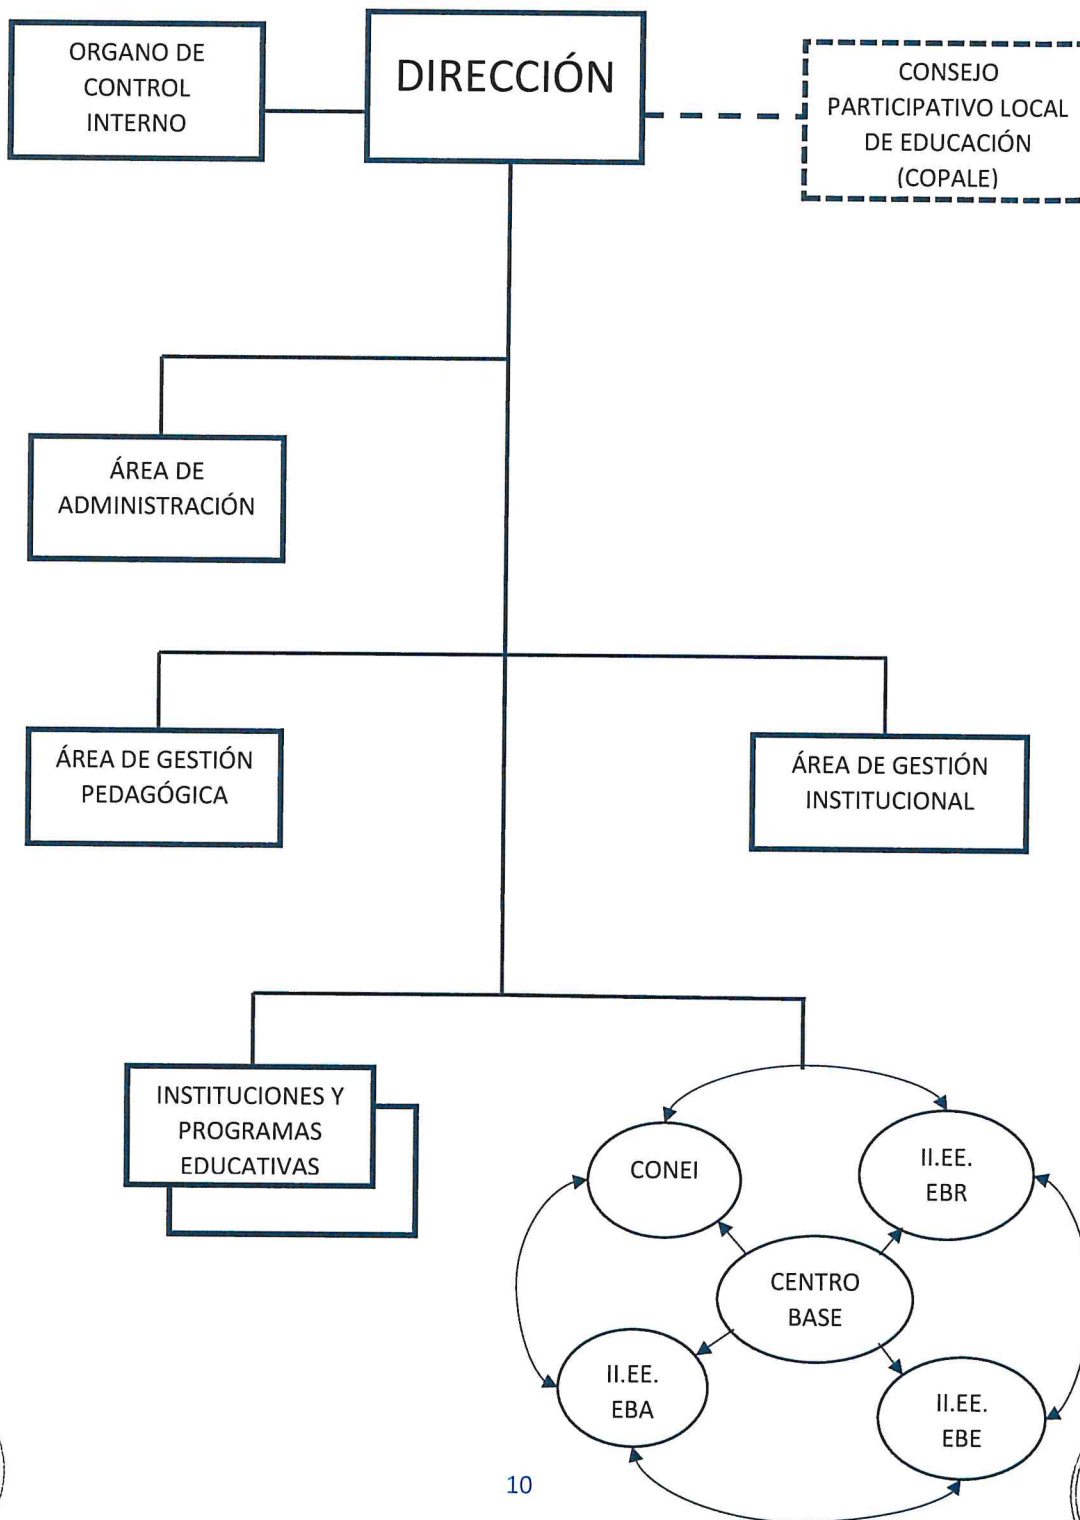 ORGANO DE
CONTROL
INTERNO
DIRECCIÓN
CONSEJO
PARTICIPATIVO LOCAL
DE EDUCACIÓN
(COPALE)
ÁREA DE
ADMINISTRACIÓN
ÁREA DE GESTIÓN
PEDAGÓGICA
ÁREA DE GESTIÓN
INSTITUCIONAL
INSTITUCIONES Y
PROGRAMAS
EDUCATIVAS
CONEI
II.EE.
EBR
CENTRO
BASE
II.EE.
EBA
II.EE.
EBE
10